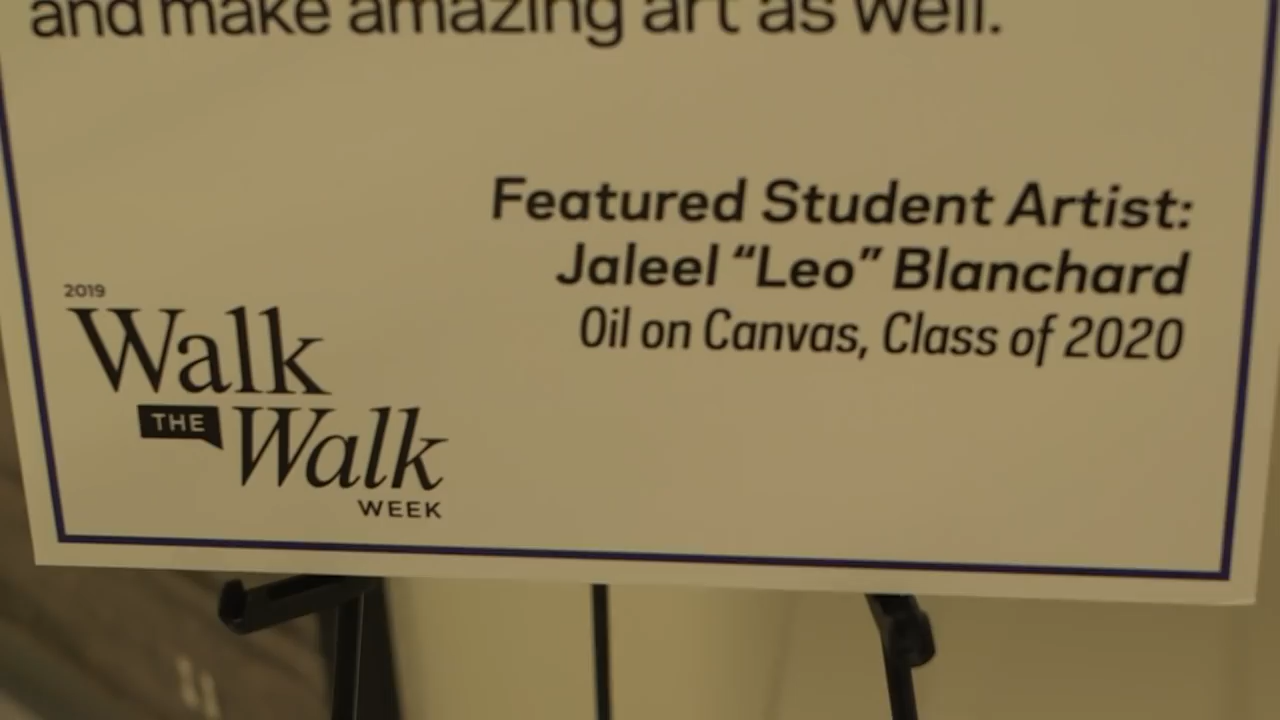 and make amazing art as well.
Featured Student Artist:
Jaleel “Leo” Blanchard
Oil on Canvas, Class of 2020
2019
Walk
THE
Walk
WEEK